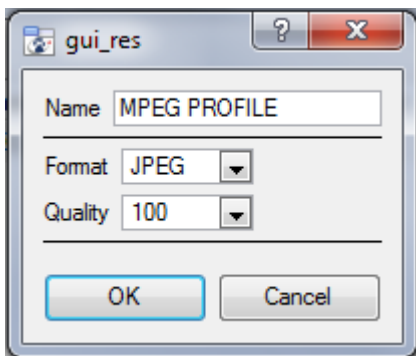 gui_res
Name MPEG PROFILE
Format JPEG
Quality 100
OK Cancel